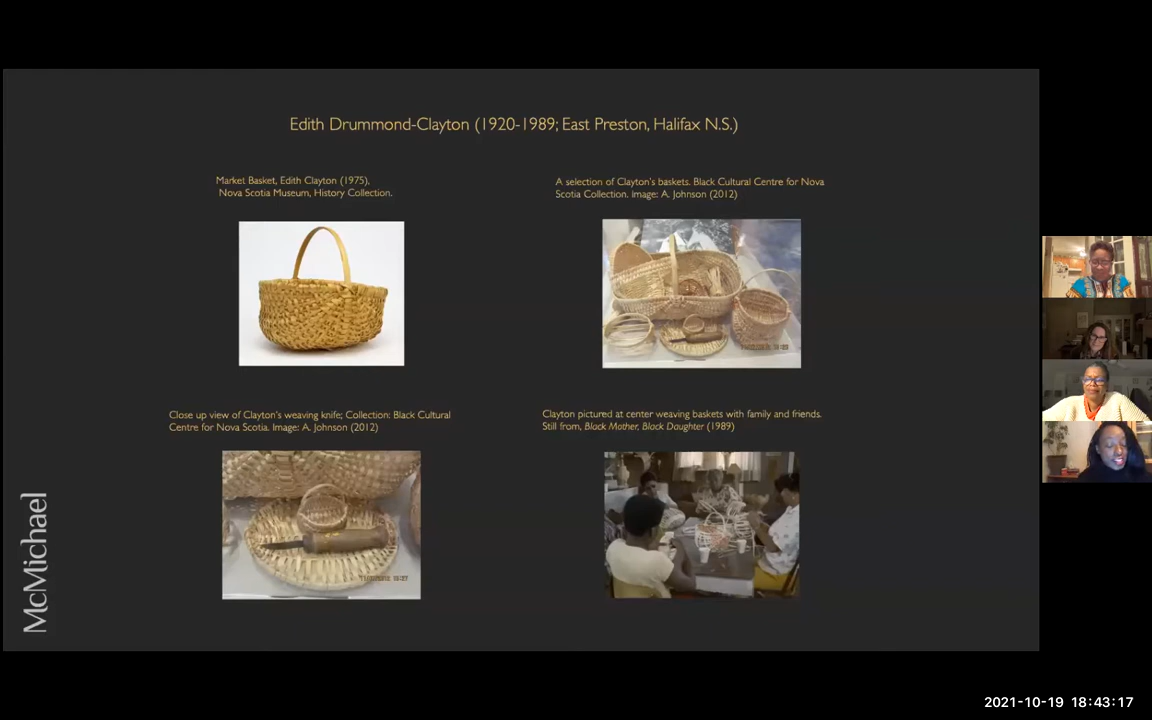 Edith Drummond-Clayton (1920-1989; East Preston, Halifax N.S.)
Market Basket, Edith Clayton (1975),
Nova Scotia Museum, History Collection.
A selection of Clayton's baskets. Black Cultural Centre for Nova
Scotia Collection. image: A. Johnson (2012)
Close up view of Clayton's weaving knife; Collection: Black Cultural
Centre for Nova Scotia. Image: A. Johnson (2012)
Clayton pictured at center weaving baskets with family and friends.
Still from, Black Mother, Black Daughter (1989)
McMichael
2021-10-19 18:43:17